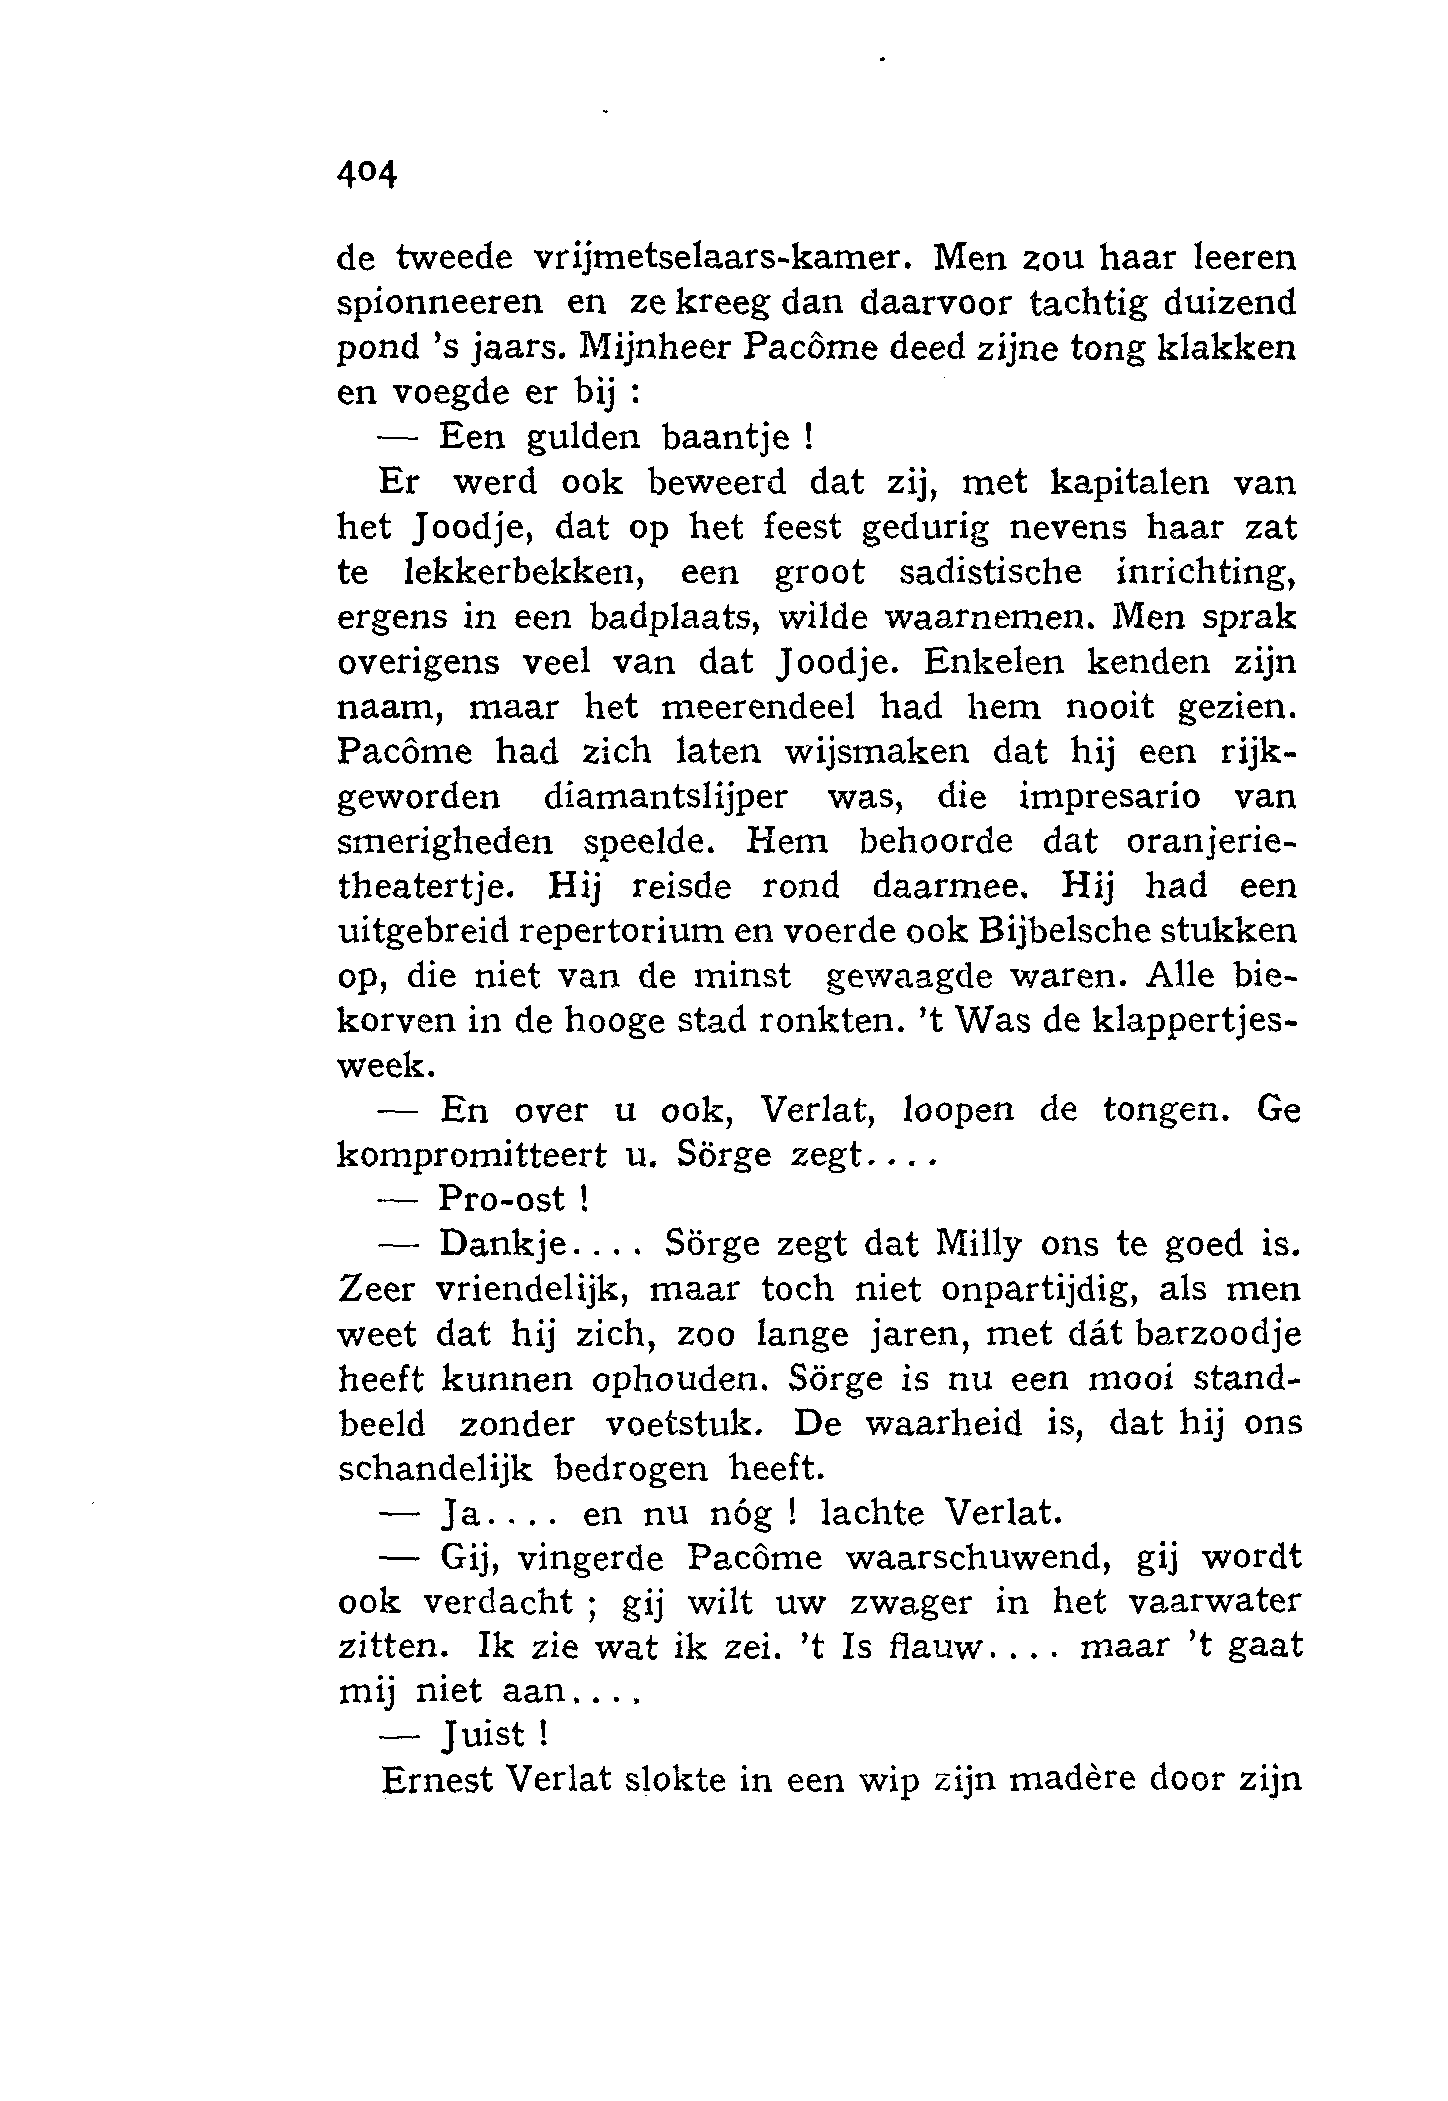 404
de tweede vrijmetselaars-kamer. Men zou haar leeren
spionneeren en ze kreeg dan daarvoor tachtig duizend
pond 's jaars. Mijnheer Pacôme deed zijne tong klakken
en voegde er bij :
— Een gulden baantje !
Er werd ook beweerd dat zij, met kapitalen van
het Joodje, dat op het feest gedurig nevens haar zat
te lekkerbekken, een groot sadistische inrichting,
ergens in een badplaats, wilde waarnemen. Men sprak
overigens veel van dat Joodje. Enkelen kenden zijn
naam, maar het meerendeel had hem nooit gezien.
Pacôme had zich laten wijsmaken dat hij een rijk-
geworden diamantslijper was, die impresario van
smerigheden speelde. Hem behoorde dat oranjerie-
theatertje. Hij reisde rond daarmee. Hij had een
uitgebreid repertorium en voerde ook Bijbelsche stukken
op, die niet van de minst gewaagde waren. Alle bie-
korven in de hooge stad ronkten. 't Was de klappertjes-
week.
— En over u ook, Verlat, loopen de tongen. Ge
kompromitteert u. Sörge zegt....
— Pro-ost !
— Dankje.... Sörge zegt dat Milly ons te goed is.
Zeer vriendelijk, maar toch niet onpartijdig, als men
weet dat hij zich, zoo lange jaren, met dát barzoodje
heeft kunnen ophouden. Sörge is nu een mooi stand-
beeld zonder voetstuk. De waarheid is, dat hij ons
schandelijk bedrogen heeft.
— Ja.... en nu nóg ! lachte Verlat.
— Gij, vingerde Pacôme waarschuwend, gij wordt
ook verdacht ; gij wilt uw zwager in het vaarwater
zitten. Ik zie wat ik zei. 't Is flauw.... maar 't gaat
mij niet aan....
— Juist !
Ernest Verlat slokte in een wip zijn madère door zijn